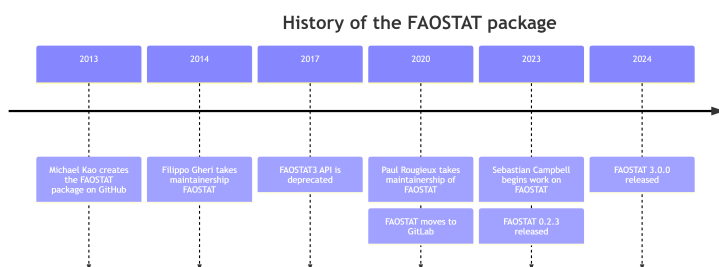 History of the FAOSTAT package
2013
2014
2017
2020
2023
2024
Michael Kao creates
the FAOSTAT
package on GitHub
Filippo Gheri takes
maintainership
FAOSTAT
FAOSTAT3 API is
deprecated
Paul Rougieux takes
maintainership of
FAOSTAT
Sebastian Campbell
begins work on
FAOSTAT
FAOSTAT 3.0.0
released
FAOSTAT moves to
GitLab
FAOSTAT 0.2.3
released